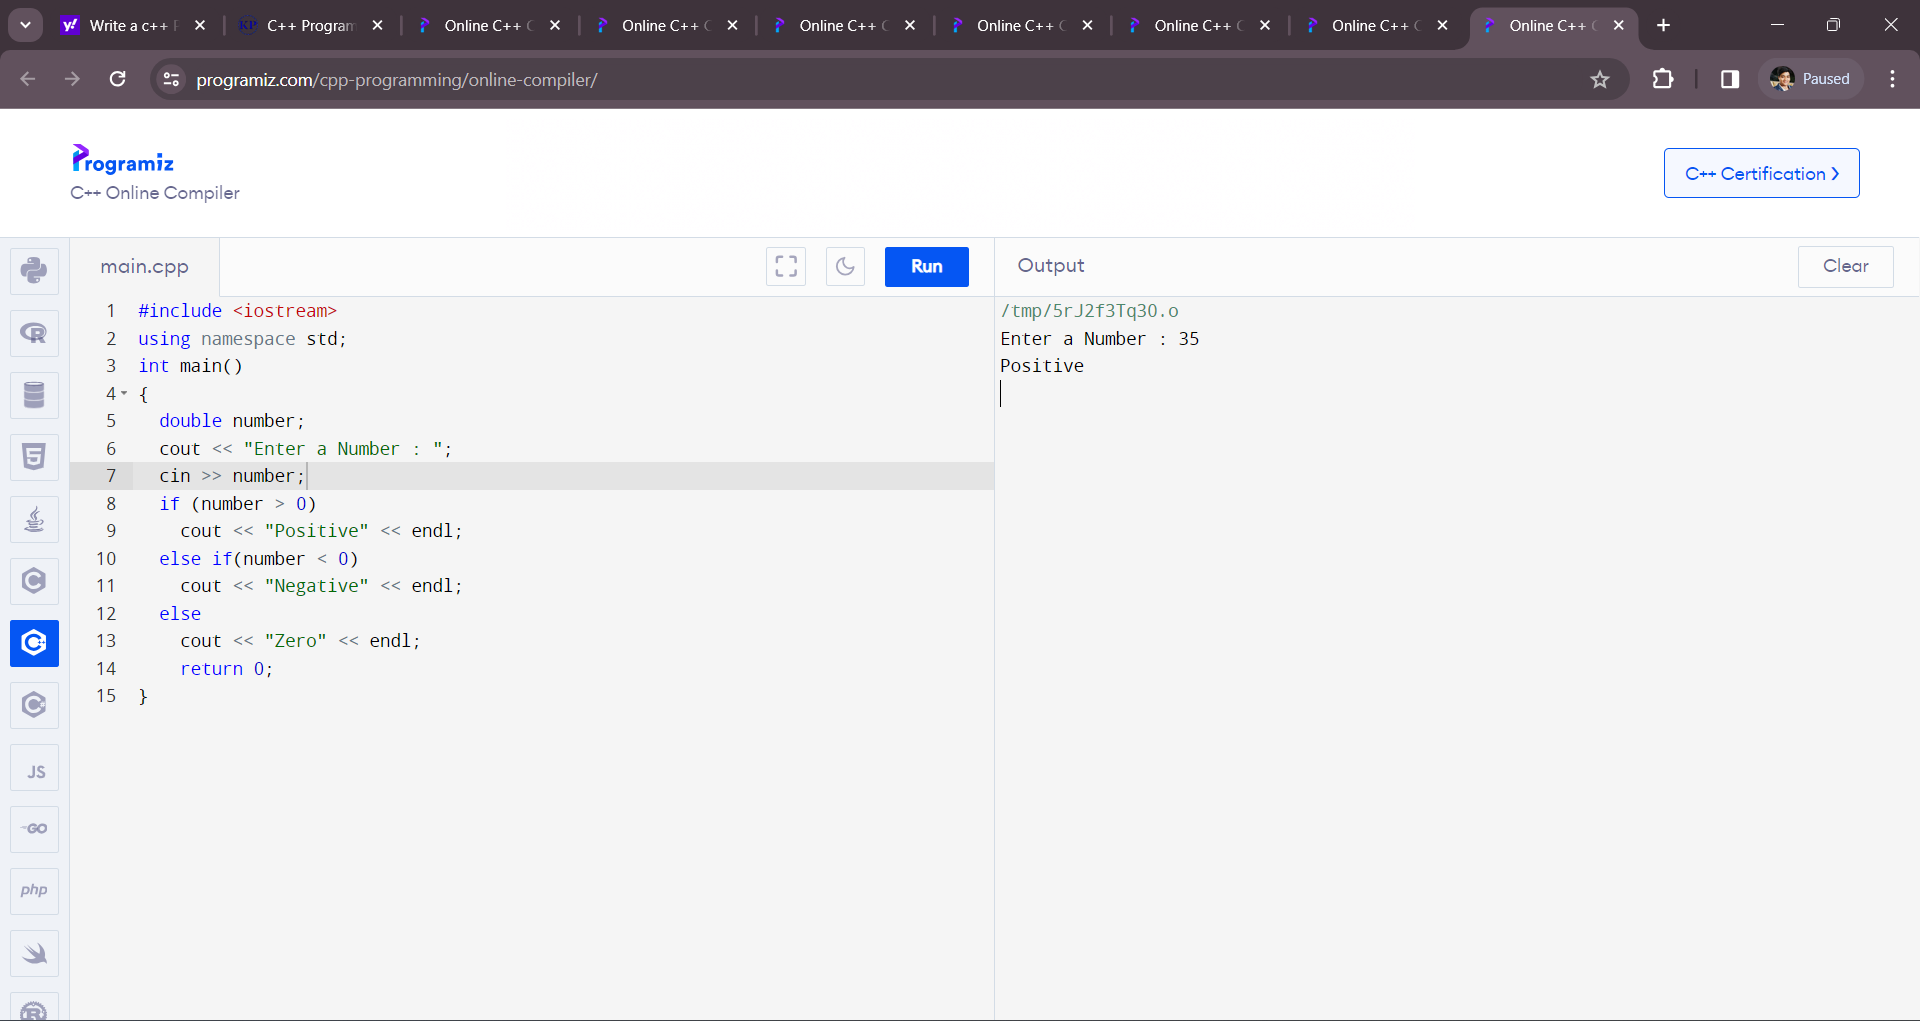 Write a c++ P
C++ Program
Online C++ C
Online C++ C
Online C++ C
Online C++ C
Online C++ C
Online C++ C
Online C++ C
programiz.com/cpp-programming/online-compiler/
Paused
Programiz
C++ Online Compiler
C++ Certification >
main.cpp
Run
Output
Clear
1 #include <iostream>
2 using namespace std;
3 int main()
4 {
5 double number;
6 cout << "Enter a Number : ";
7 cin >> number;
8 if (number > 0)
9 cout << "Positive" << endl;
10 else if(number < 0)
11 cout << "Negative" << endl;
12 else
13 cout << "Zero" << endl;
14 return 0;
15 }
/tmp/5rJ2f3Tq3O.o
Enter a Number : 35
Positive
JS
GO
php